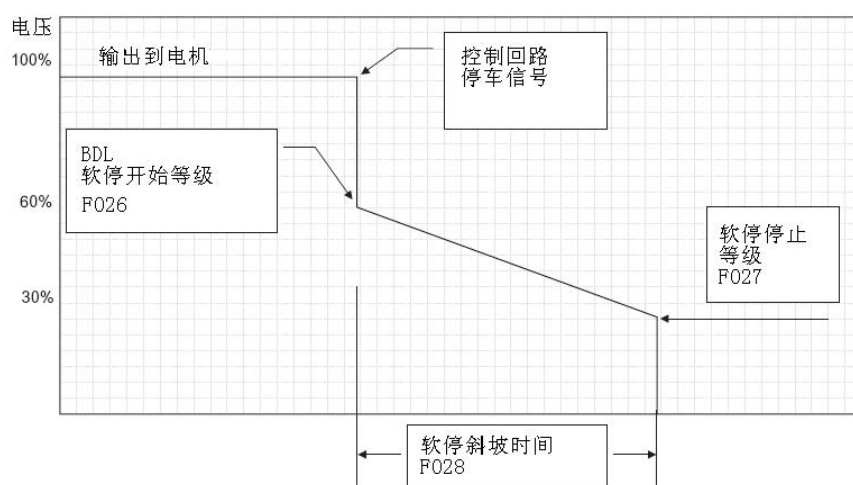 电压
100%
输出到电机
控制回路
停车信号
BDL
软停开始等级
F026
60%
软停停止
等级
F027
30%
软停斜坡时间
F028